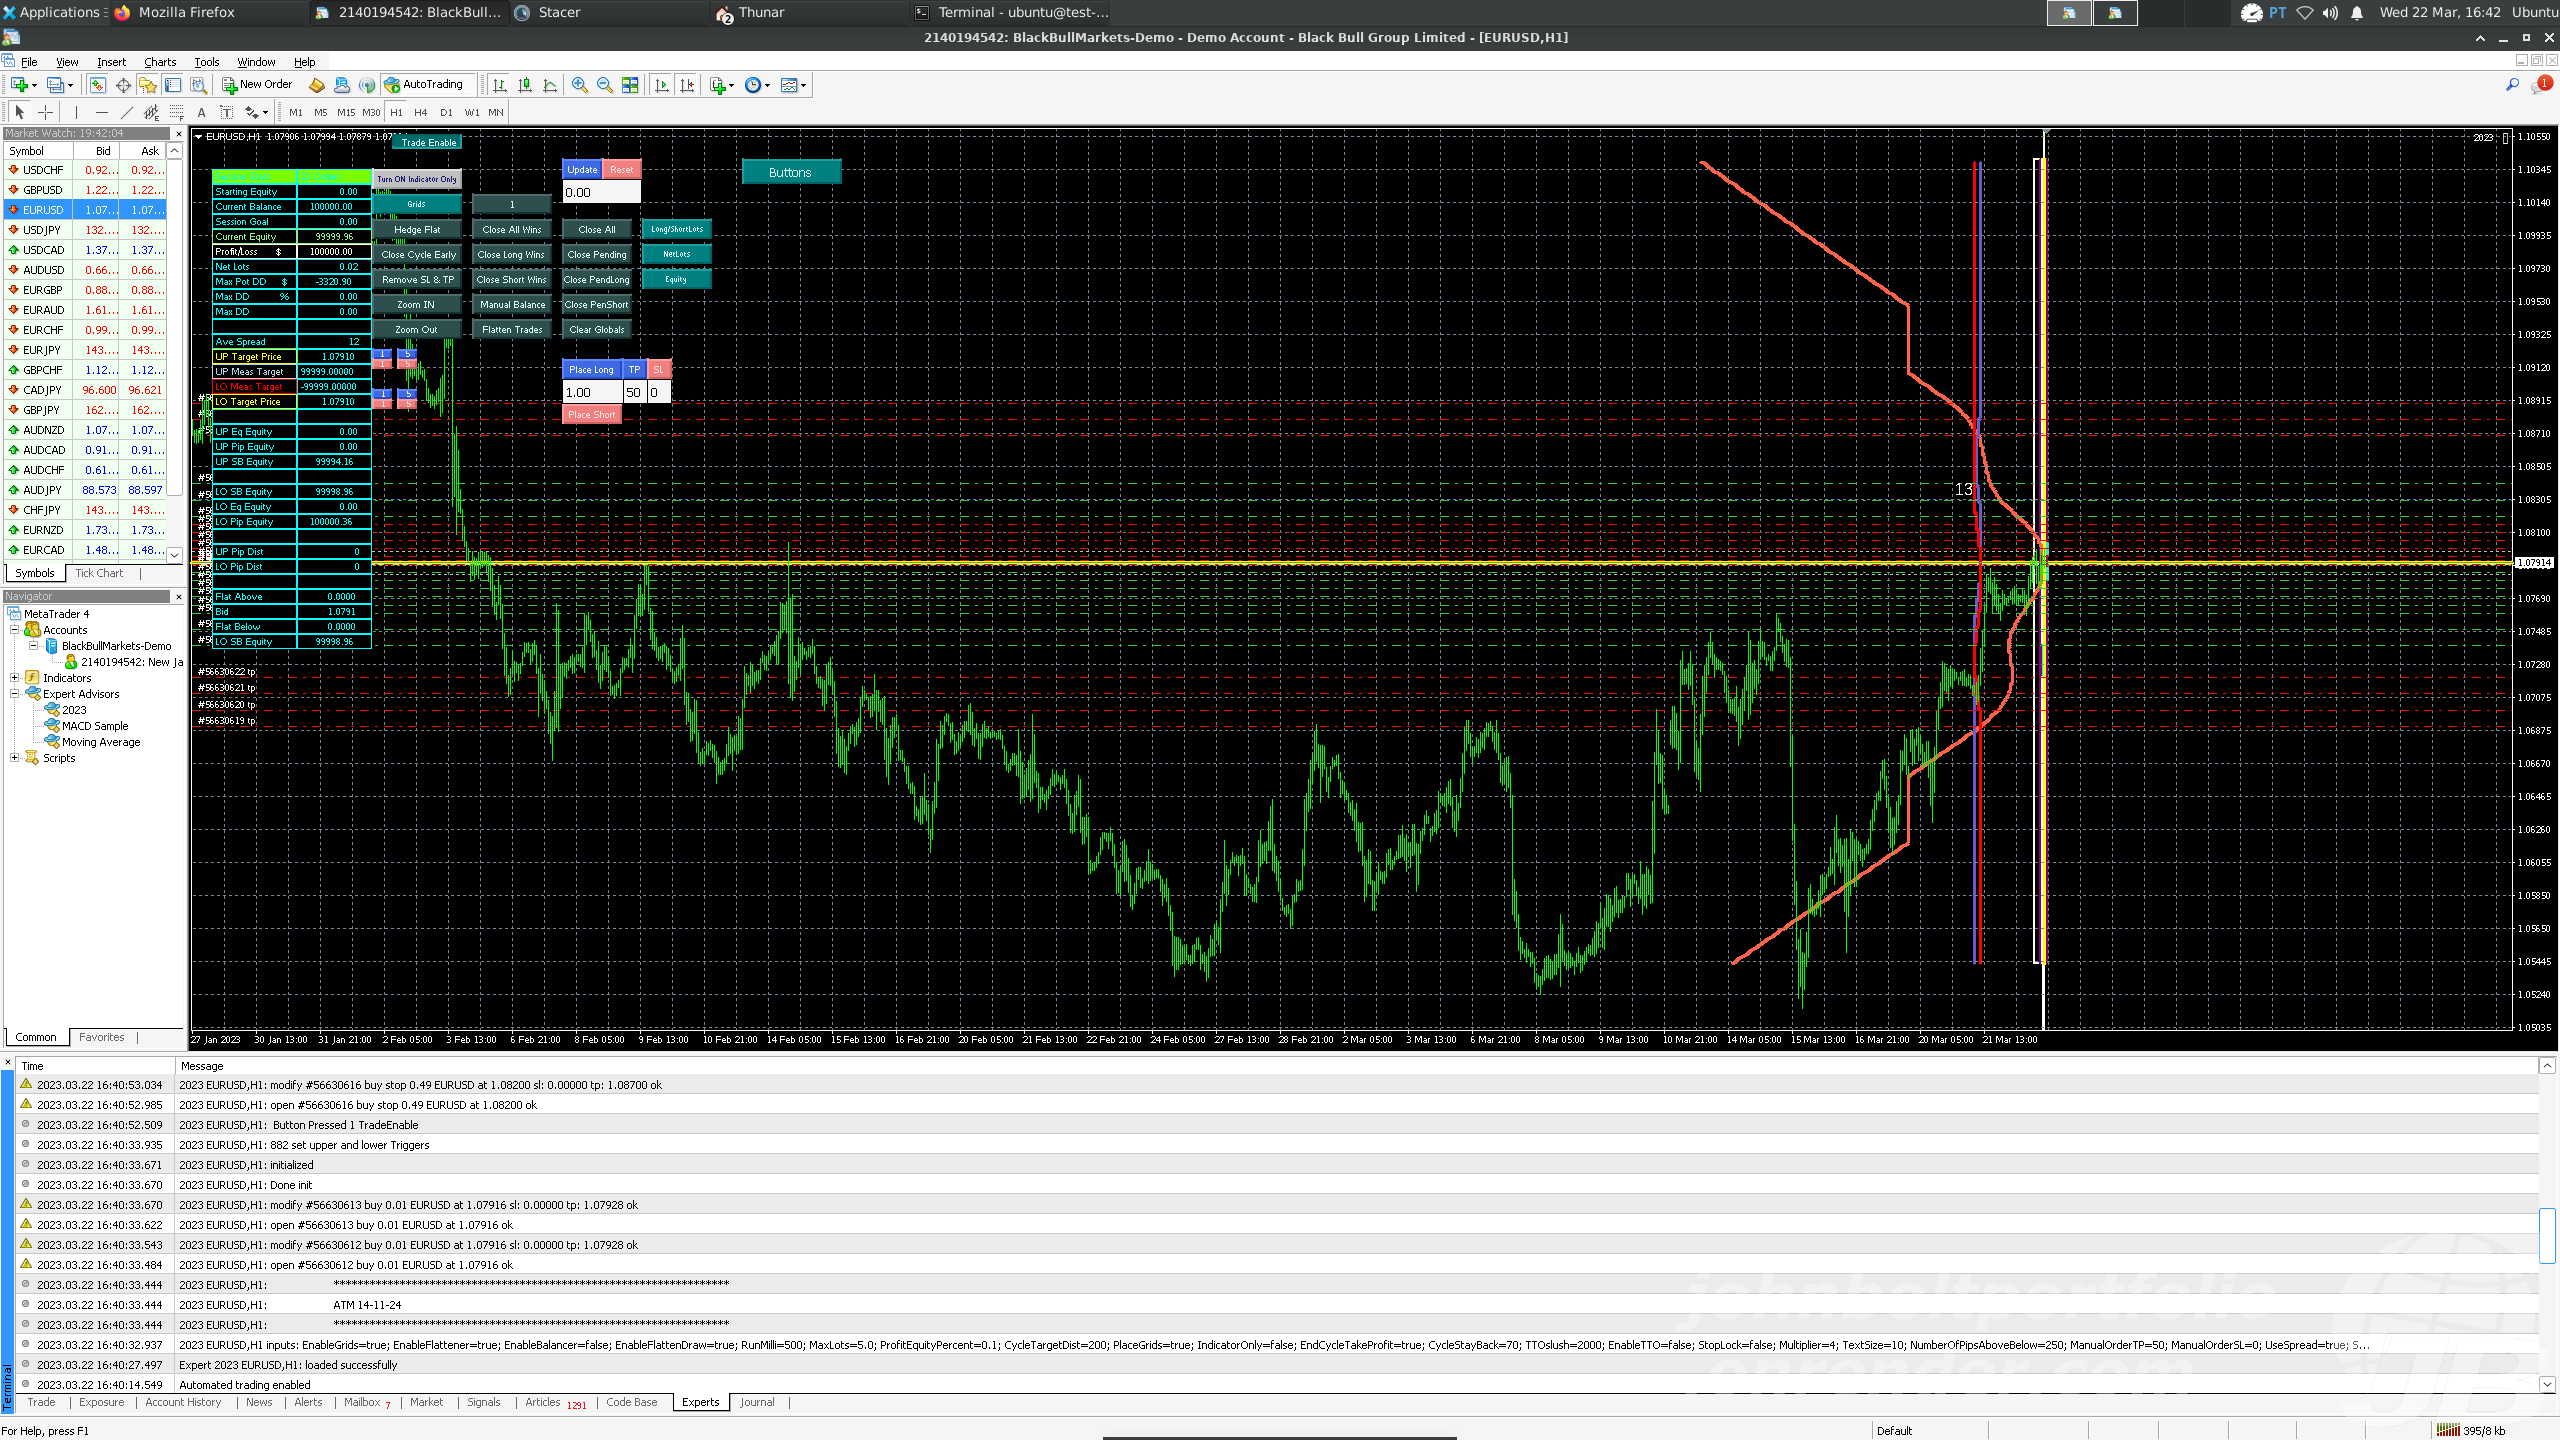 Applications Mozilla Firefox 2140194542: BlackBull... Stacer 2 Thunar Terminal - ubuntu@test-... PT Wed 22 Mar, 16:42 Ubuntu
2140194542: BlackBullMarkets-Demo - Demo Account - Black Bull Group Limited - [EURUSD,H1]
File View Insert Charts Tools Window Help
New Order AutoTrading 1
A T M1 M5 M15 M30 H1 H4 D1 W1 MN
Market Watch: 19:42:04
Symbol Bid Ask
USDCHF 0.92... 0.92...
GBPUSD 1.22... 1.22...
EURUSD 1.07... 1.07...
USDJPY 132.... 132....
USDCAD 1.37... 1.37...
AUDUSD 0.66... 0.66...
EURGBP 0.88... 0.88...
EURAUD 1.61... 1.61...
EURCHF 0.99... 0.99...
EURJPY 143.... 143....
GBPCHF 1.12... 1.12...
CADJPY 96.600 96.621
GBPJPY 162.... 162....
AUDNZD 1.07... 1.07...
AUDCAD 0.91... 0.91...
AUDCHF 0.61... 0.61...
AUDJPY 88.573 88.597
CHFJPY 143.... 143....
EURNZD 1.73... 1.73...
EURCAD 1.48... 1.48...
Symbols Tick Chart
Navigator
MetaTrader 4
Accounts
BlackBullMarkets-Demo
2140194542: New Ja
Indicators
Expert Advisors
2023
MACD Sample
Moving Average
Scripts
Common Favorites
EURUSD,H1 1.07906 1.07994 1.07879
Trade Enable
2023
Starting Equity 0.00
Current Balance 100000.00
Session Goal 0.00
Current Equity 99999.96
Profit/Loss $ 100000.00
Net Lots 0.02
Max Pot DD $ -3320.90
Max DD % 0.00
Max DD 0.00
Ave Spread 12
UP Target Price 1.07910
UP Meas Target 99999.00000
LO Meas Target -99999.00000
LO Target Price 1.07910
UP Eq Equity 0.00
UP Pip Equity 0.00
UP SB Equity 99994.16
LO SB Equity 99998.96
LO Eq Equity 0.00
LO Pip Equity 100000.36
UP Pip Dist 0
LO Pip Dist 0
Flat Above 0.0000
Bid 1.0791
Flat Below 0.0000
LO SB Equity 99998.96
#56630622 tp
#56630621 tp
#56630620 tp
#56630619 tp
Turn ON Indicator Only
Update Reset
0.00
Buttons
Grids 1
Hedge Flat Close All Wins Close All Long/ShortLots
Close Cycle Early Close Long Wins Close Pending NetLots
Remove SL & TP Close Short Wins Close PendLong Equity
Zoom IN Manual Balance Close PenShort
Zoom Out Flatten Trades Clear Globals
1 5
1 5
1 5
1 5
Place Long TP SL
1.00 50 0
Place Short
13
1.10550
1.10345
1.10140
1.09935
1.09730
1.09530
1.09325
1.09120
1.08915
1.08710
1.08505
1.08305
1.08100
1.07914
1.07690
1.07485
1.07280
1.07075
1.06875
1.06670
1.06465
1.06260
1.06055
1.05850
1.05650
1.05445
1.05240
1.05035
27 Jan 2023 30 Jan 13:00 31 Jan 21:00 2 Feb 05:00 3 Feb 13:00 6 Feb 21:00 8 Feb 05:00 9 Feb 13:00 10 Feb 21:00 14 Feb 05:00 15 Feb 13:00 16 Feb 21:00 20 Feb 05:00 21 Feb 13:00 22 Feb 21:00 24 Feb 05:00 27 Feb 13:00 28 Feb 21:00 2 Mar 05:00 3 Mar 13:00 6 Mar 21:00 8 Mar 05:00 9 Mar 13:00 10 Mar 21:00 14 Mar 05:00 15 Mar 13:00 16 Mar 21:00 20 Mar 05:00 21 Mar 13:00
Time Message
2023.03.22 16:40:53.034 2023 EURUSD,H1: modify #56630616 buy stop 0.49 EURUSD at 1.08200 sl: 0.00000 tp: 1.08700 ok
2023.03.22 16:40:52.985 2023 EURUSD,H1: open #56630616 buy stop 0.49 EURUSD at 1.08200 ok
2023.03.22 16:40:52.509 2023 EURUSD,H1: Button Pressed 1 TradeEnable
2023.03.22 16:40:33.935 2023 EURUSD,H1: 882 set upper and lower Triggers
2023.03.22 16:40:33.671 2023 EURUSD,H1: initialized
2023.03.22 16:40:33.670 2023 EURUSD,H1: Done init
2023.03.22 16:40:33.670 2023 EURUSD,H1: modify #56630613 buy 0.01 EURUSD at 1.07916 sl: 0.00000 tp: 1.07928 ok
2023.03.22 16:40:33.622 2023 EURUSD,H1: open #56630613 buy 0.01 EURUSD at 1.07916 ok
2023.03.22 16:40:33.543 2023 EURUSD,H1: modify #56630612 buy 0.01 EURUSD at 1.07916 sl: 0.00000 tp: 1.07928 ok
2023.03.22 16:40:33.484 2023 EURUSD,H1: open #56630612 buy 0.01 EURUSD at 1.07916 ok
2023.03.22 16:40:33.444 2023 EURUSD,H1: ******************************************************************
2023.03.22 16:40:33.444 2023 EURUSD,H1: ATM 14-11-24
2023.03.22 16:40:33.444 2023 EURUSD,H1: ******************************************************************
2023.03.22 16:40:32.937 2023 EURUSD,H1 inputs: EnableGrids=true; EnableFlattener=true; EnableBalancer=false; EnableFlattenDraw=true; RunMilli=500; MaxLots=5.0; ProfitEquityPercent=0.1; CycleTargetDist=200; PlaceGrids=true; IndicatorOnly=false; EndCycleTakeProfit=true; CycleStayBack=70; TTOslush=2000; EnableTTO=false; StopLock=false; Multiplier=4; TextSize=10; NumberOfPipsAboveBelow=250; ManualOrderTP=50; ManualOrderSL=0; UseSpread=true; S...
2023.03.22 16:40:27.497 Expert 2023 EURUSD,H1: loaded successfully
2023.03.22 16:40:14.549 Automated trading enabled
johnboltportfolio
onrender.com
JB
Terminal
Trade Exposure Account History News Alerts Mailbox 7 Market Signals Articles 1291 Code Base Experts Journal
For Help, press F1 Default 395/8 kb